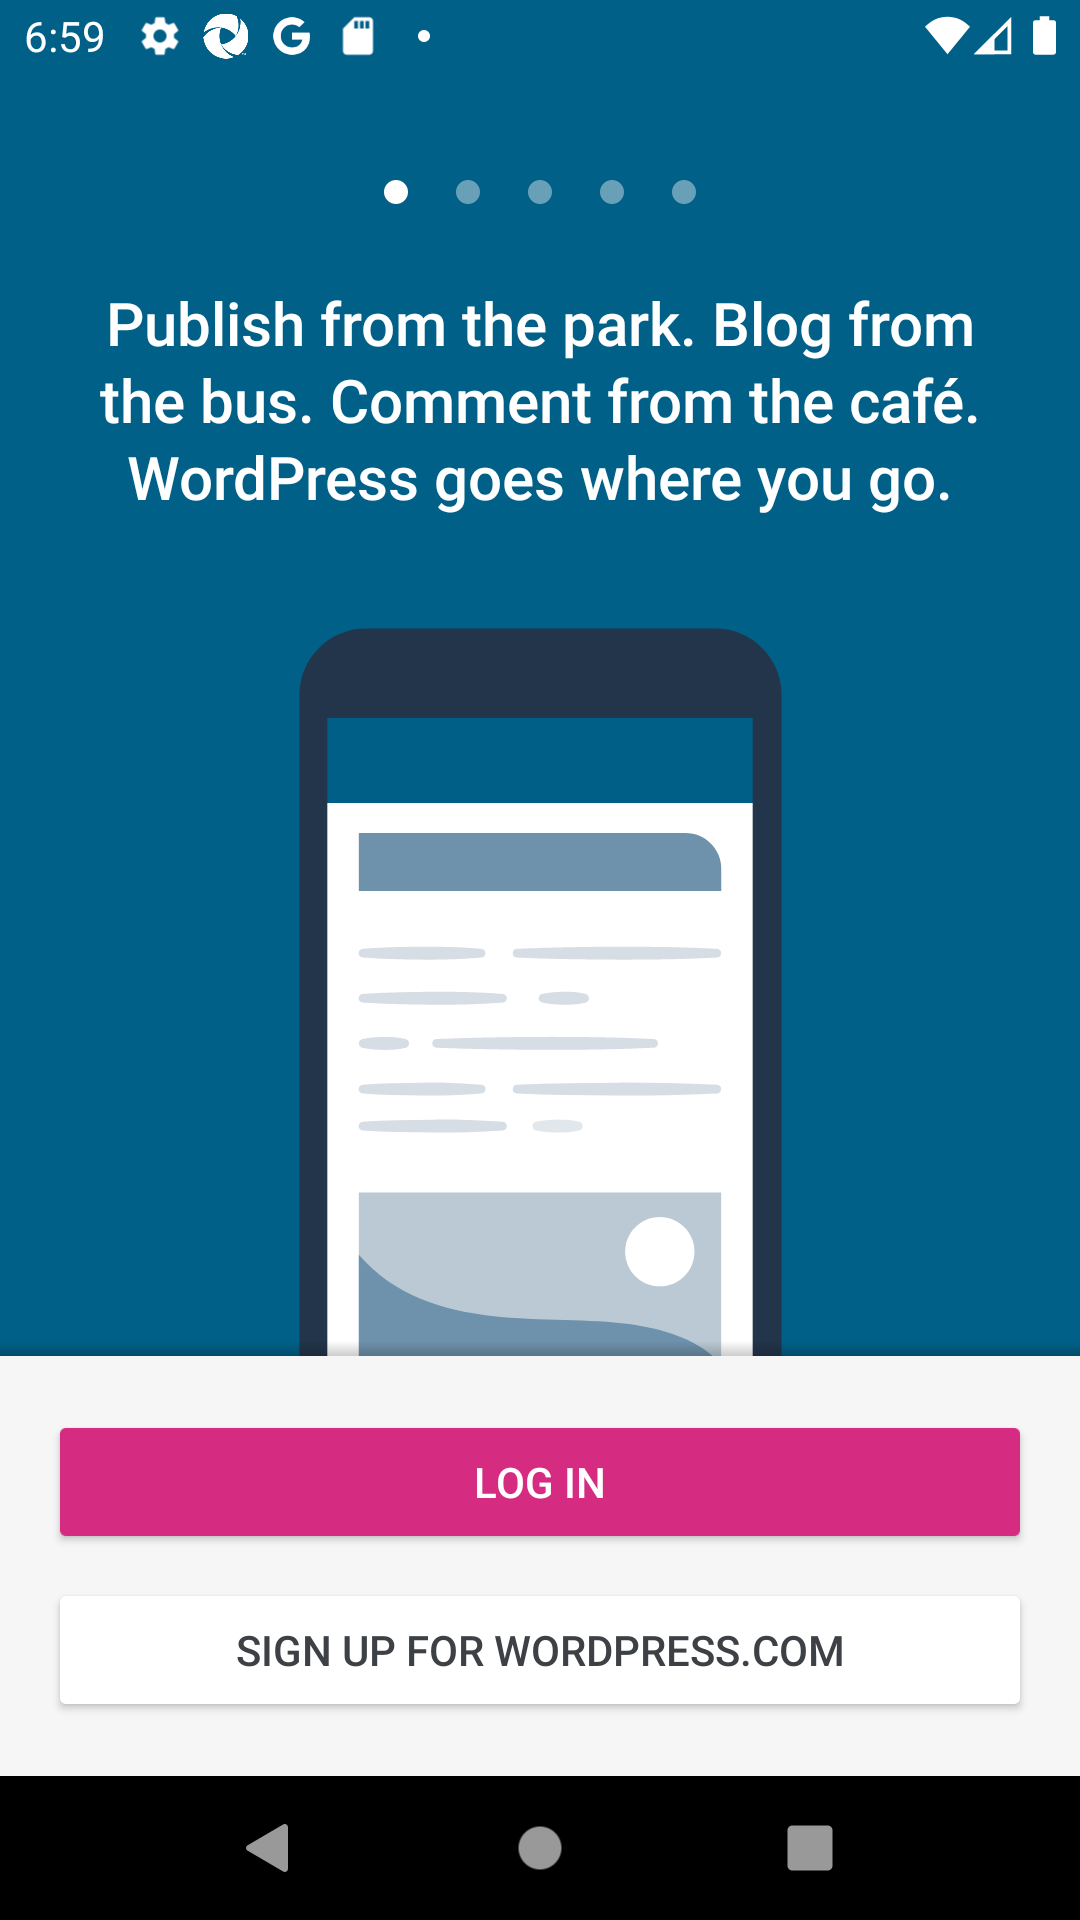 6:59
Publish from the park. Blog from
the bus. Comment from the café.
WordPress goes where you go.
LOG IN
SIGN UP FOR WORDPRESS.COM